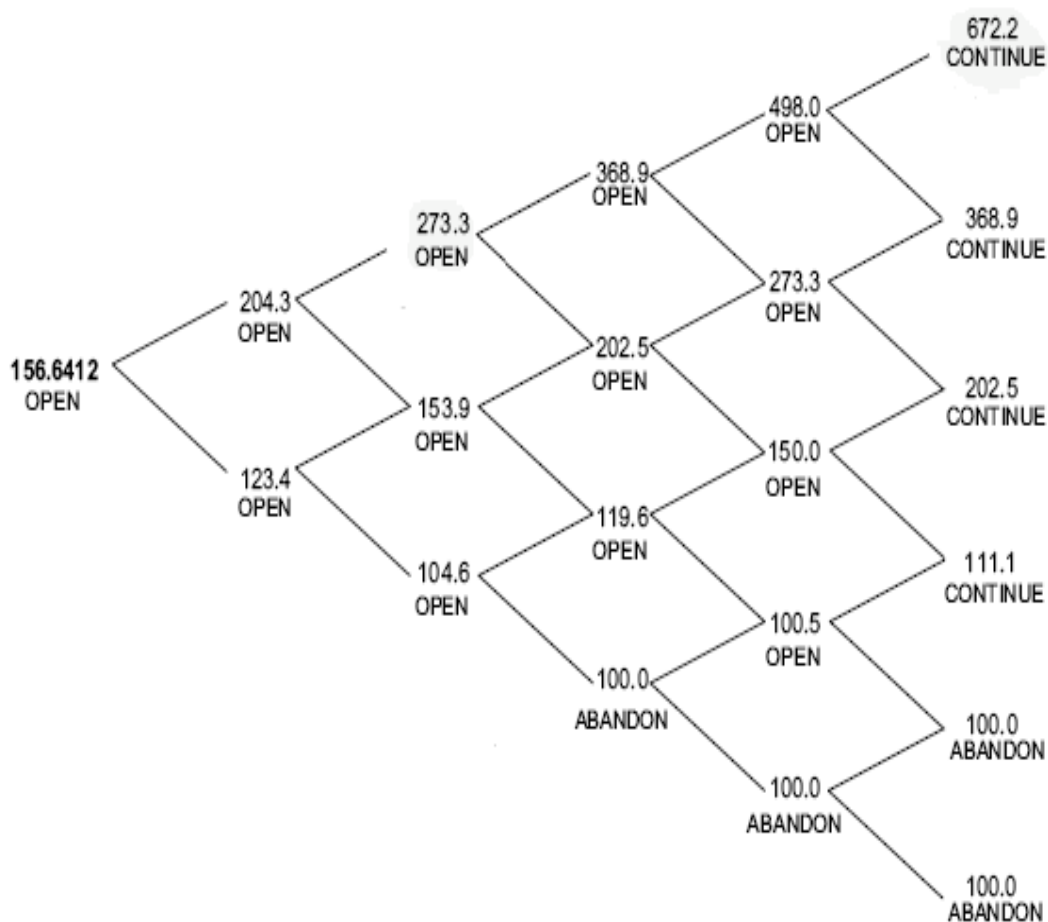 672.2
CONTINUE
498.0
OPEN
368.9
OPEN
273.3
OPEN
368.9
CONTINUE
204.3
OPEN
273.3
OPEN
156.6412
OPEN
202.5
OPEN
153.9
OPEN
202.5
CONTINUE
123.4
OPEN
150.0
OPEN
119.6
OPEN
104.6
OPEN
111.1
CONTINUE
100.5
OPEN
100.0
ABANDON
100.0
ABANDON
100.0
ABANDON
100.0
ABANDON